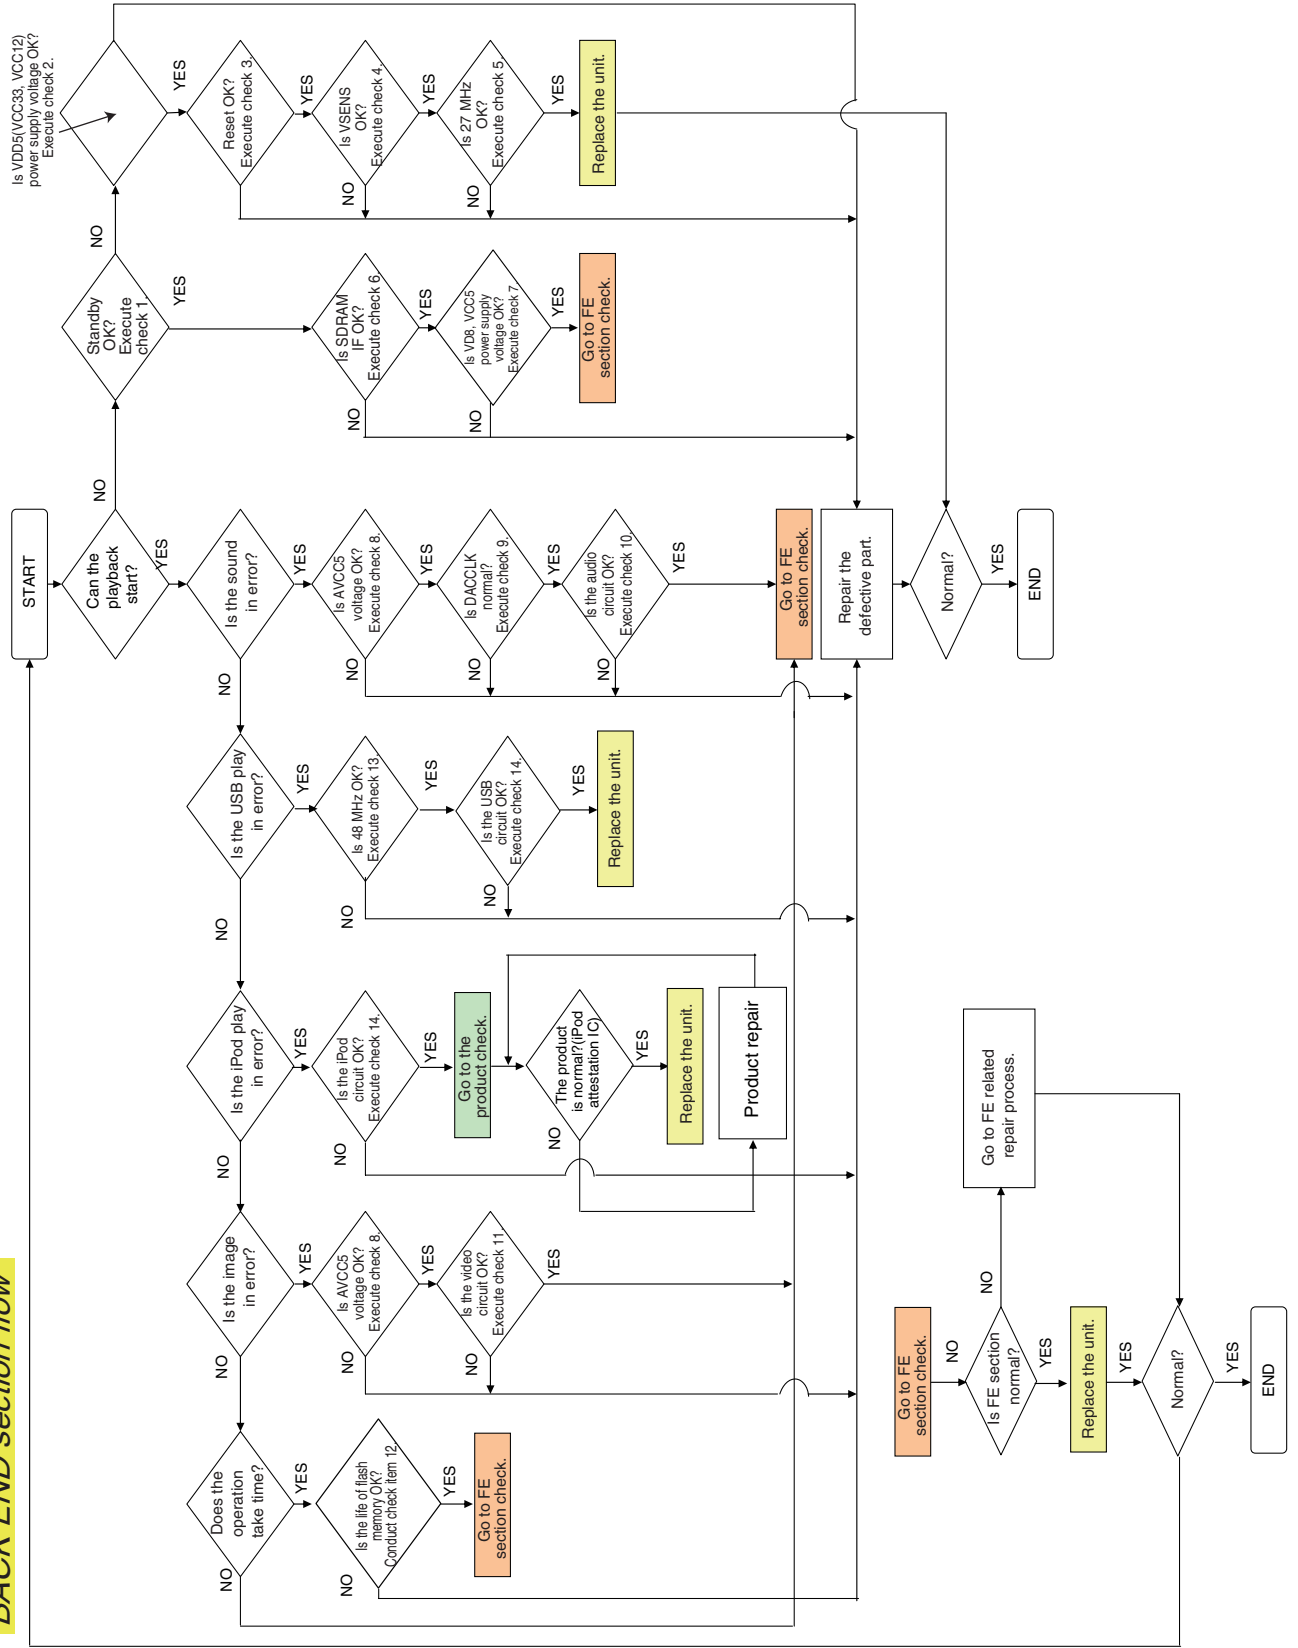 BACK END section flow
START
Can the
playback
start?
NO
YES
Standby
OK?
Execute
check 1.
NO
YES
Is VDD5(VCC33, VCC12)
power supply voltage OK?
Execute check 2.
YES
Reset OK?
Execute check 3.
YES
Is VSENS
OK?
Execute check 4.
NO
YES
Is 27 MHz
OK?
Execute check 5.
NO
YES
Replace the unit.
Is SDRAM
IF OK?
Execute check 6.
NO
YES
Is VD8, VCC5
power supply
voltage OK?
Execute check 7
NO
YES
Go to FE
section check.
Is the sound
in error?
NO
YES
Is AVCC5
voltage OK?
Execute check 8.
NO
YES
Is DACCLK
normal?
Execute check 9.
NO
YES
Is the audio
circuit OK?
Execute check 10.
NO
YES
Go to FE
section check.
Repair the
defective part.
Normal?
YES
END
Is the USB play
in error?
NO
YES
Is 48 MHz OK?
Execute check 13.
NO
YES
Is the USB
circuit OK?
Execute check 14.
NO
YES
Replace the unit.
Is the iPod play
in error?
NO
YES
Is the iPod
circuit OK?
Execute check 14.
NO
YES
Go to the
product check.
The product
is normal?(iPod
attestation IC)
NO
YES
Replace the unit.
Product repair
Is the image
in error?
NO
YES
Is AVCC5
voltage OK?
Execute check 8.
NO
YES
Is the video
circuit OK?
Execute check 11.
NO
YES
Does the
operation
take time?
NO
YES
Is the life of flash
memory OK?
Conduct check item 12.
NO
YES
Go to FE
section check.
Go to FE
section check.
NO
Is FE section
normal?
NO
YES
Go to FE related
repair process.
Replace the unit.
YES
Normal?
YES
END